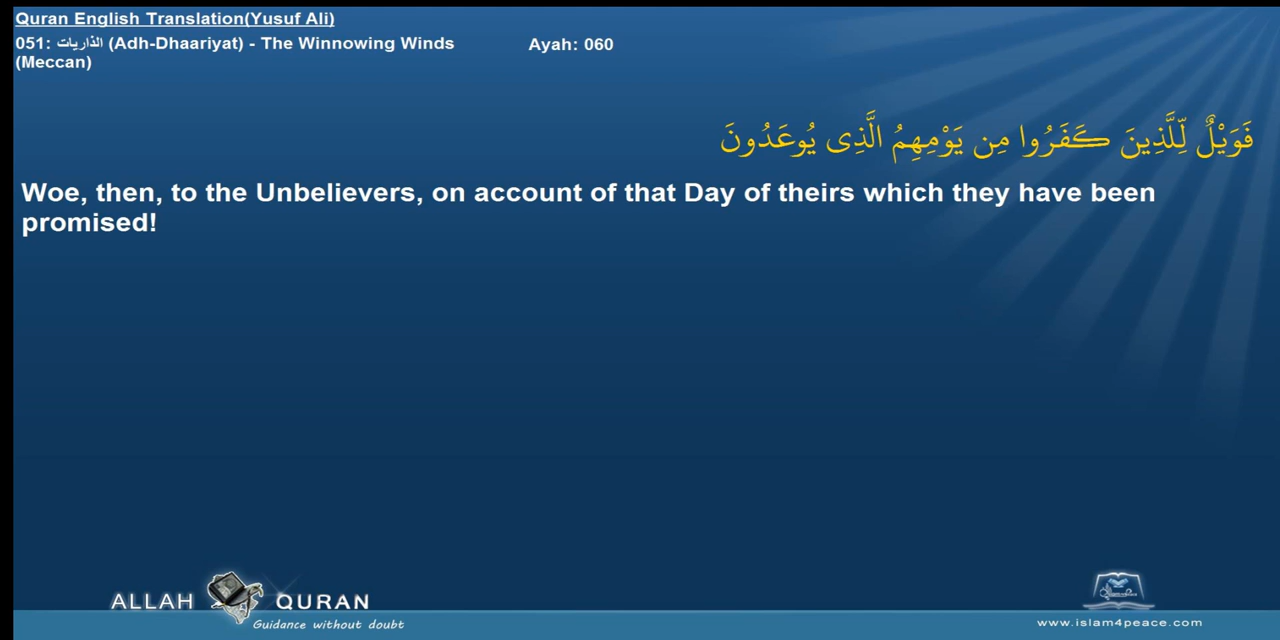 Quran English Translation(Yusuf Ali)
051: الذاريات (Adh-Dhaariyat) - The Winnowing Winds
(Meccan)
Ayah: 060
فَوَيْلٌ لِّلَّذِينَ كَفَرُوا مِن يَوْمِهِمُ الَّذِى يُوعَدُونَ
Woe, then, to the Unbelievers, on account of that Day of theirs which they have been
promised!
ALLAH QURAN
Guidance without doubt
www.islam4peace.com